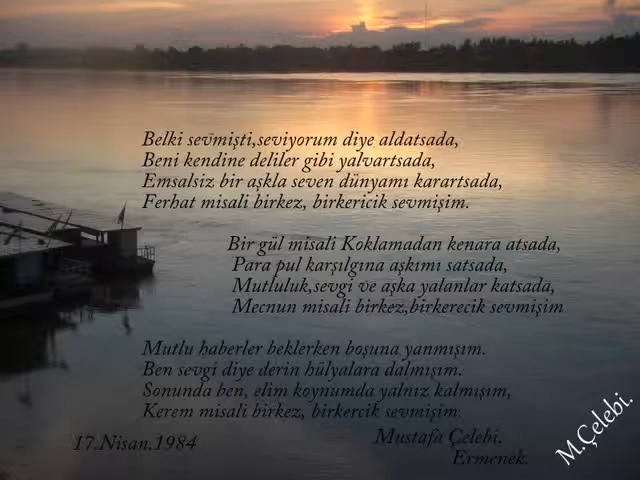 Belki sevmişti,seviyorum diye aldatsada,
Beni kendine deliler gibi yalvartsada,
Emsalsiz bir aşkla seven dünyamı karartsada,
Ferhat misali birkez, birkericik sevmişim.
Bir gül misali Koklamadan kenara atsada,
Para pul karşılgına aşkımı satsada,
Mutluluk,sevgi ve aşka yalanlar katsada,
Mecnun misali birkez,birkerecik sevmişim
Mutlu haberler beklerken boşuna yanmışım.
Ben sevgi diye derin hülyalara dalmışım.
Sonunda ben, elim koynumda yalnız kalmışım,
Kerem misali birkez, birkercik sevmişim.
17.Nisan.1984
Mustafa Çelebi.
Ermenek.
M.Çelebi.